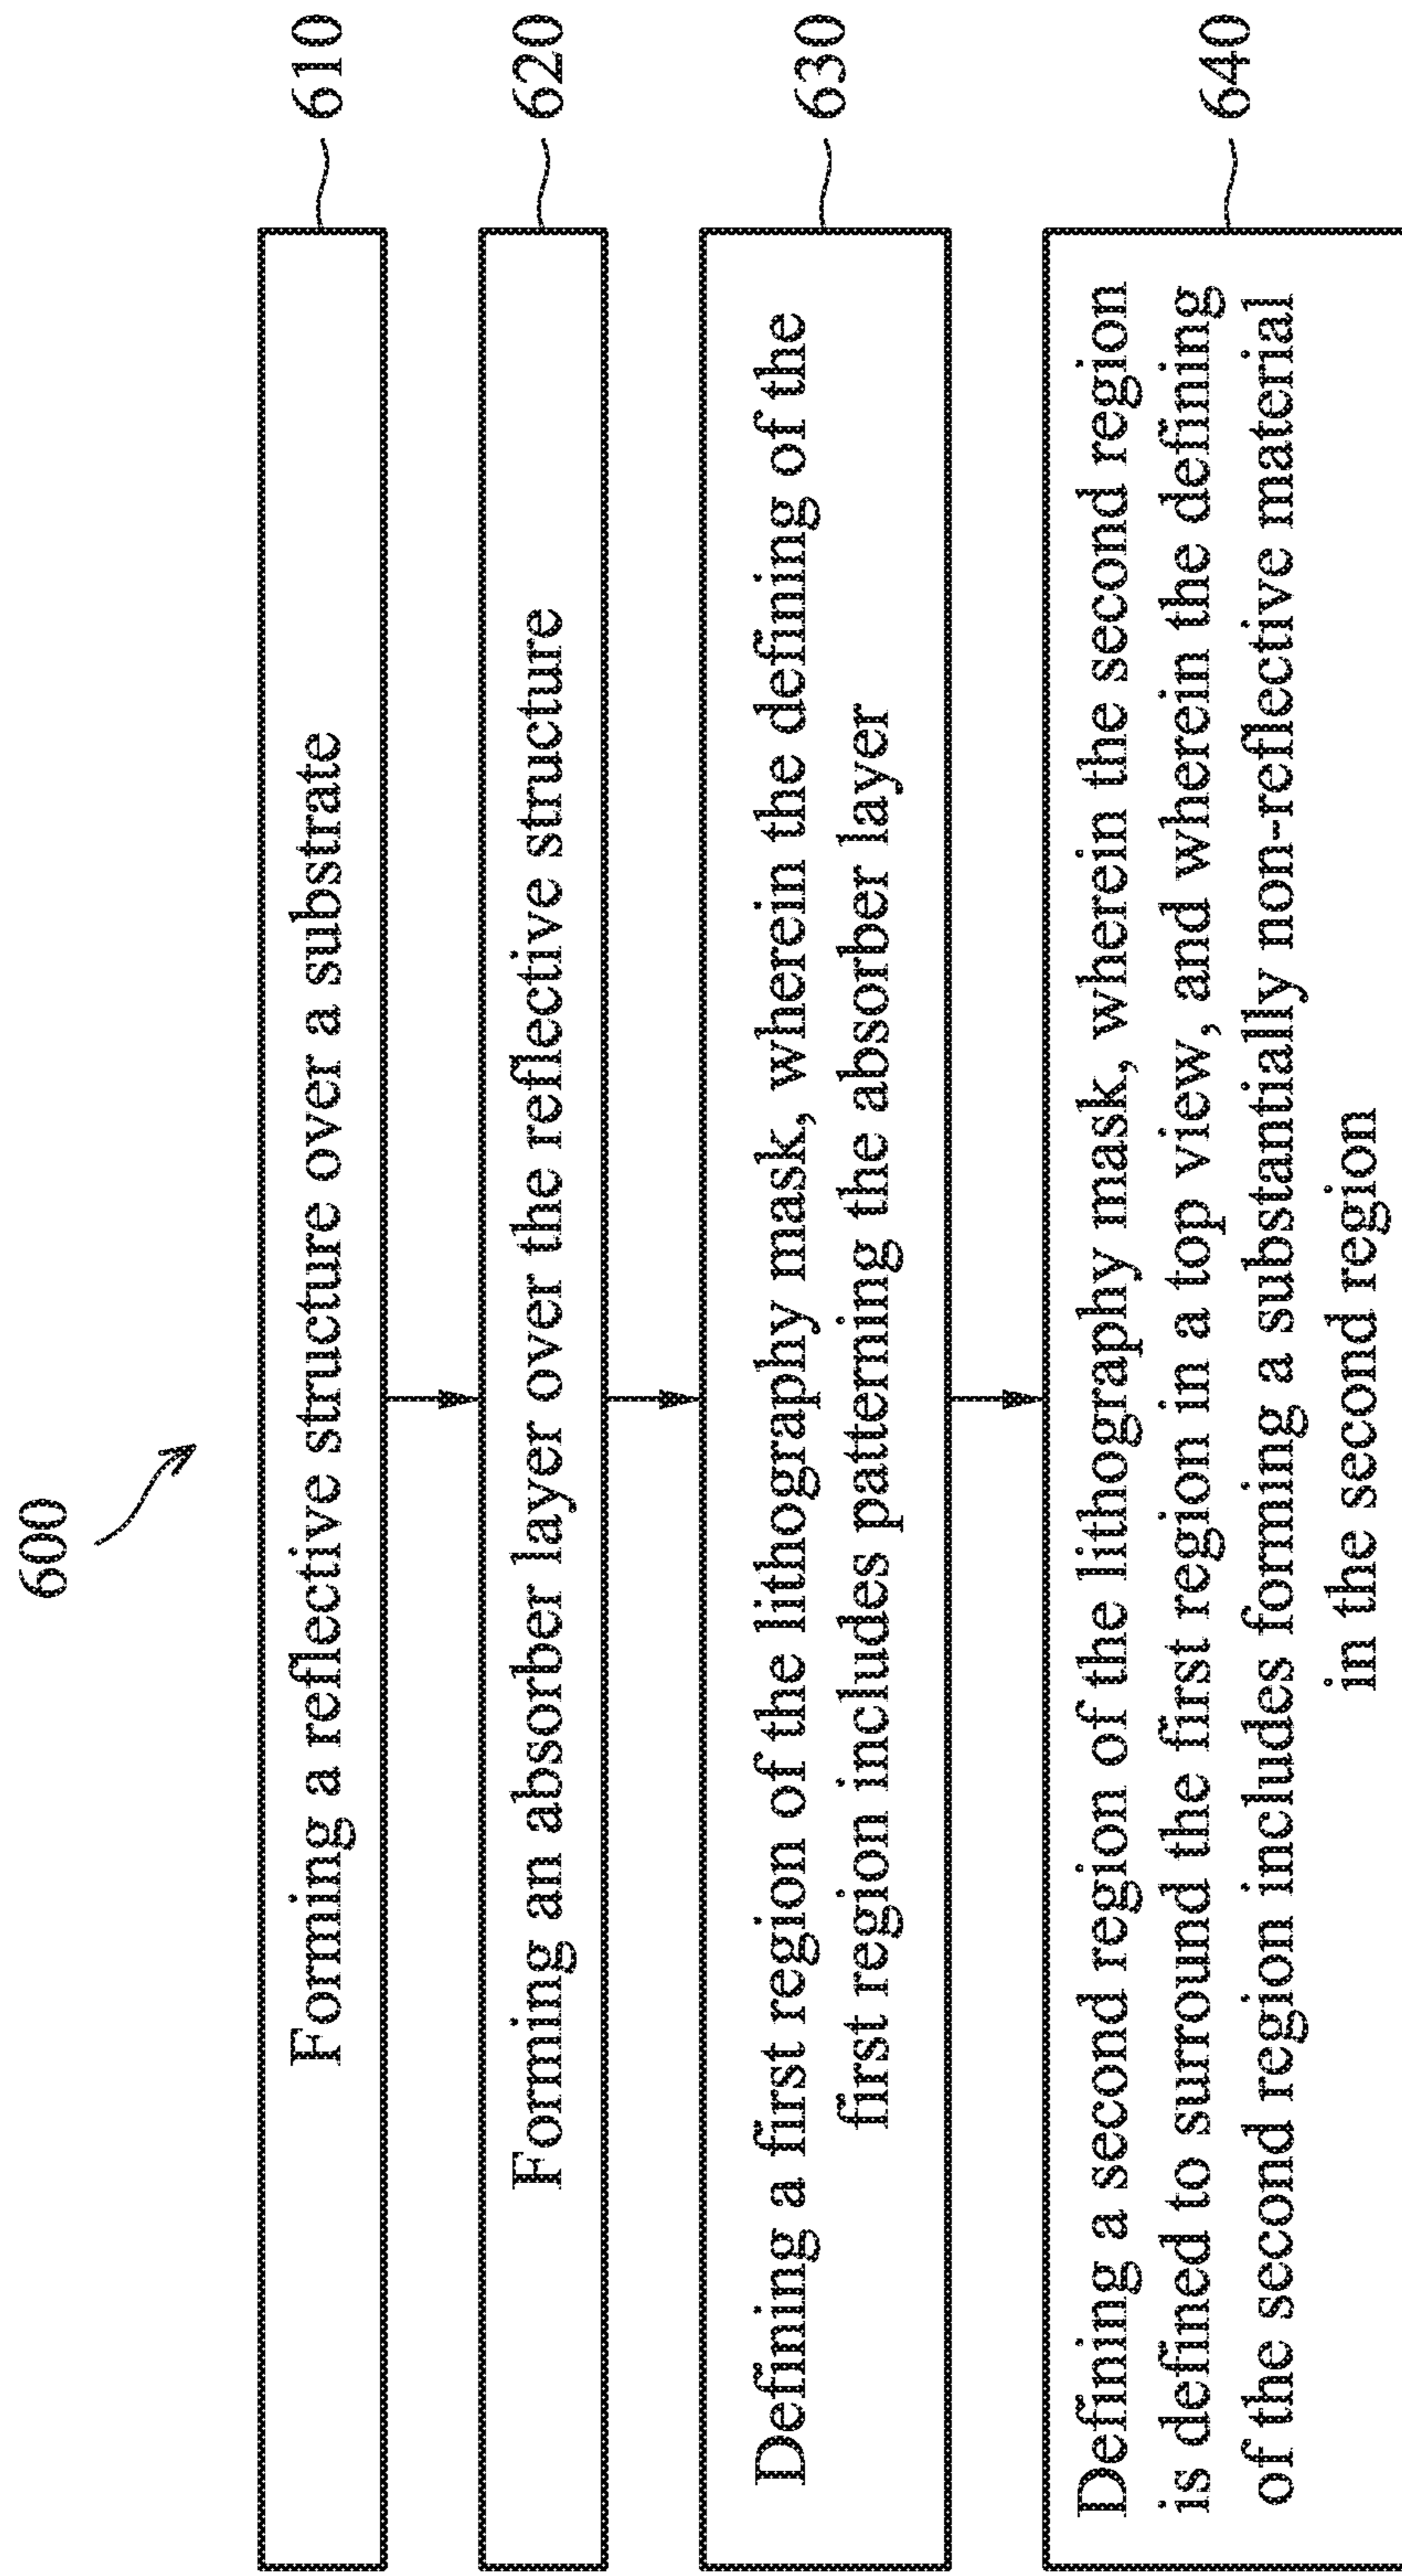 600
Forming a reflective structure over a substrate
610
Forming an absorber layer over the reflective structure
620
Defining a first region of the lithography mask, wherein the defining of the
first region includes patterning the absorber layer
630
Defining a second region of the lithography mask, wherein the second region
is defined to surround the first region in a top view, and wherein the defining
of the second region includes forming a substantially non-reflective material
in the second region
640